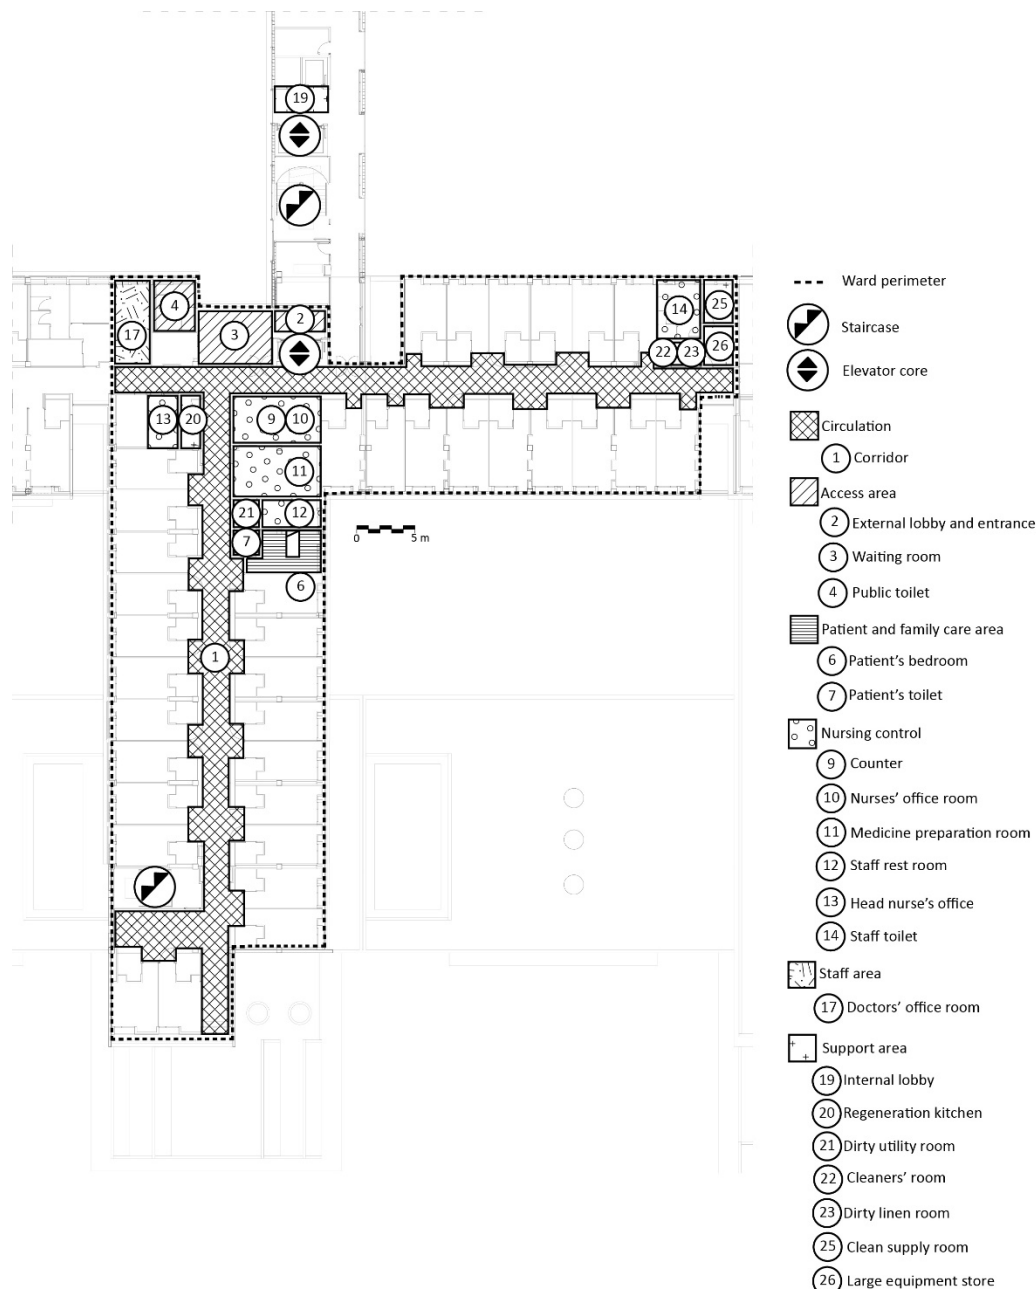 19
2
4
3
17
14
25
22
23
26
13
20
9
10
11
21
12
7
6
0
5 m
1
Ward perimeter
Staircase
Elevator core
Circulation
1 Corridor
Access area
2 External lobby and entrance
3 Waiting room
4 Public toilet
Patient and family care area
6 Patient’s bedroom
7 Patient’s toilet
Nursing control
9 Counter
10 Nurses’ office room
11 Medicine preparation room
12 Staff rest room
13 Head nurse’s office
14 Staff toilet
Staff area
17 Doctors’ office room
Support area
19 Internal lobby
20 Regeneration kitchen
21 Dirty utility room
22 Cleaners’ room
23 Dirty linen room
25 Clean supply room
26 Large equipment store